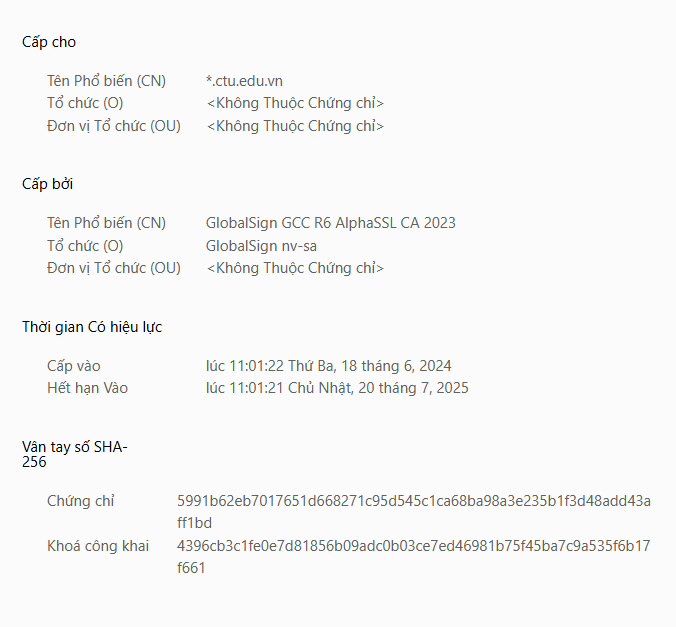 Cấp cho
Tên Phổ biến (CN) *.ctu.edu.vn
Tổ chức (O) <Không Thuộc Chứng chỉ>
Đơn vị Tổ chức (OU) <Không Thuộc Chứng chỉ>
Cấp bởi
Tên Phổ biến (CN) GlobalSign GCC R6 AlphaSSL CA 2023
Tổ chức (O) GlobalSign nv-sa
Đơn vị Tổ chức (OU) <Không Thuộc Chứng chỉ>
Thời gian Có hiệu lực
Cấp vào lúc 11:01:22 Thứ Ba, 18 tháng 6, 2024
Hết hạn Vào lúc 11:01:21 Chủ Nhật, 20 tháng 7, 2025
Vân tay số SHA-
256
Chứng chỉ 5991b62eb7017651d668271c95d545c1ca68ba98a3e235b1f3d48add43a
ff1bd
Khoá công khai 4396cb3c1fe0e7d81856b09adc0b03ce7ed46981b75f45ba7c9a535f6b17
f661